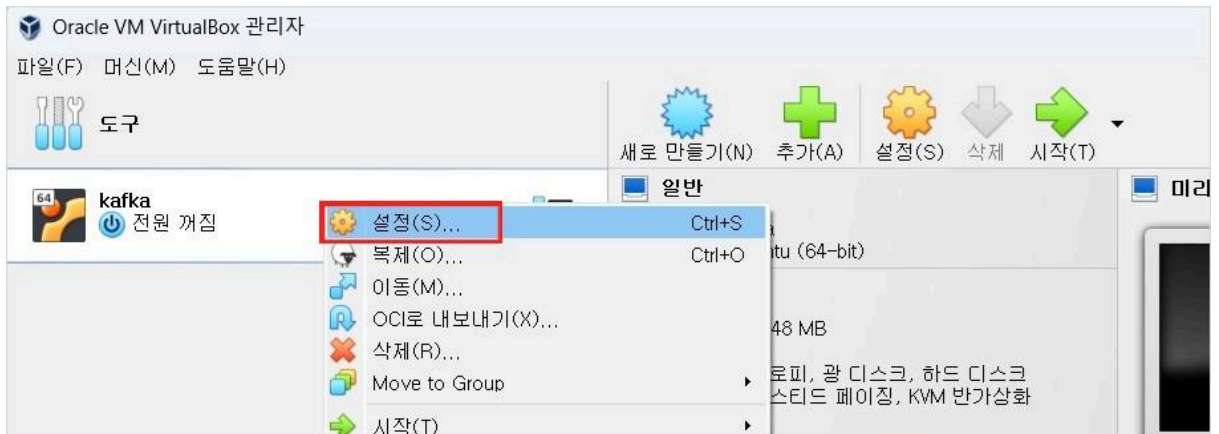 Oracle VM VirtualBox 관리자
파일(F) 머신(M) 도움말(H)
도구
새로 만들기(N) 추가(A) 설정(S) 삭제 시작(T)
64 kafka
전원 꺼짐
일반
미리
설정(S)... Ctrl+S
복제(O)... Ctrl+O
이동(M)...
OCI로 내보내기(X)...
삭제(R)...
Move to Group
시작(T)
(64-bit)
48 MB
로피, 광 디스크, 하드 디스크
스티드 페이징, KVM 반가상화